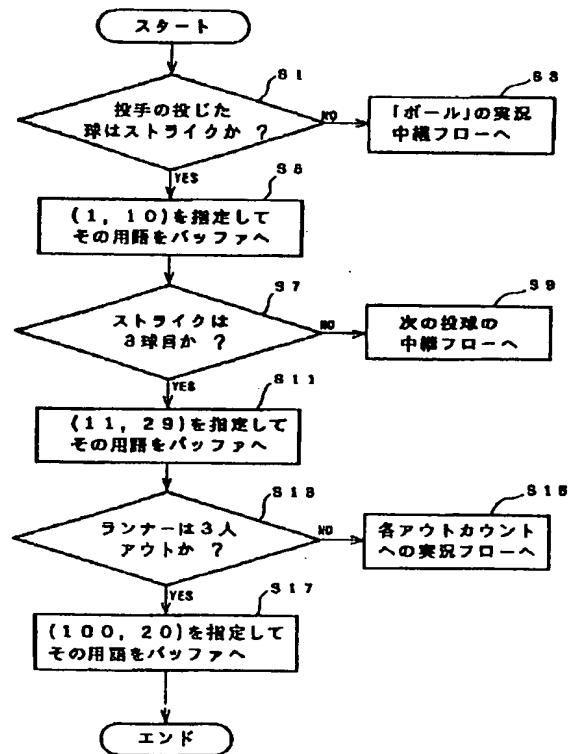 スタート
S1
投手の投じた
球はストライクか ?
NO
S3
「ボール」の実況
中継フローへ
YES
S5
(1, 10)を指定して
その用語をバッファへ
S7
ストライクは
3球目か ?
NO
S9
次の投球の
中継フローへ
YES
S11
(11, 29)を指定して
その用語をバッファへ
S13
ランナーは3人
アウトか ?
NO
S15
各アウトカウント
への実況フローへ
YES
S17
(100, 20)を指定して
その用語をバッファへ
エンド